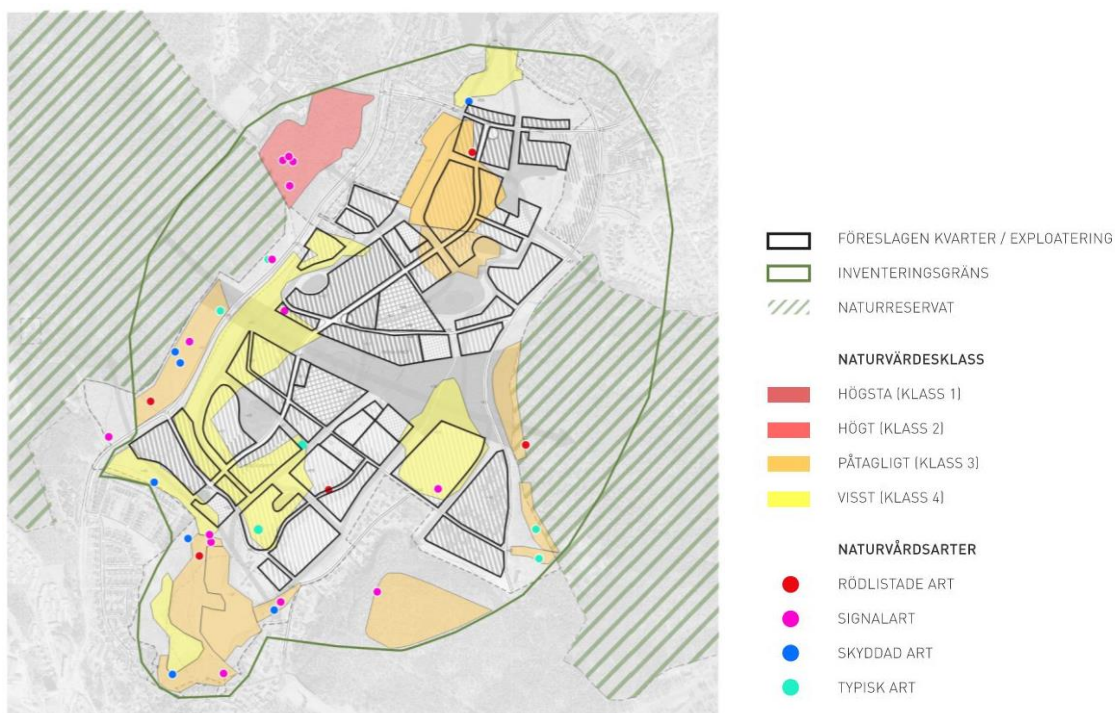 FÖRESLAGEN KVARTER / EXPLOATERING
INVENTERINGSGRÄNS
NATURRESERVAT
NATURVÄRDESKLASS
HÖGSTA (KLASS 1)
HÖGT (KLASS 2)
PÅTAGLIGT (KLASS 3)
VISST (KLASS 4)
NATURVÅRDSARTER
RÖDLISTADE ART
SIGNALART
SKYDDAD ART
TYPISK ART